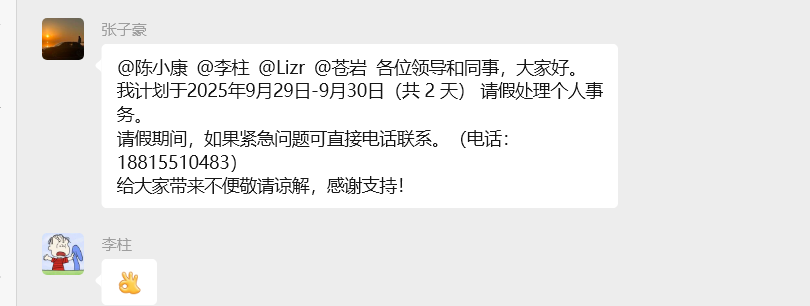 张子豪
@陈小康 @李柱 @Lizr @苍岩 各位领导和同事，大家好。
我计划于2025年9月29日-9月30日（共 2 天） 请假处理个人事
务。
请假期间，如果紧急问题可直接电话联系。（电话：
18815510483）
给大家带来不便敬请谅解，感谢支持！
李柱